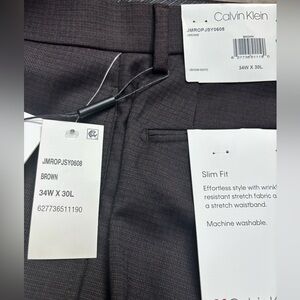 Calvin Klein
JMROPJSY0608
BROWN
34W X 30L
JMROPJSY0608
BROWN
34W X 30L
627736511190
Slim Fit
Effortless style with wrink
resistant stretch fabric a
a stretch waistband.
Machine washable.